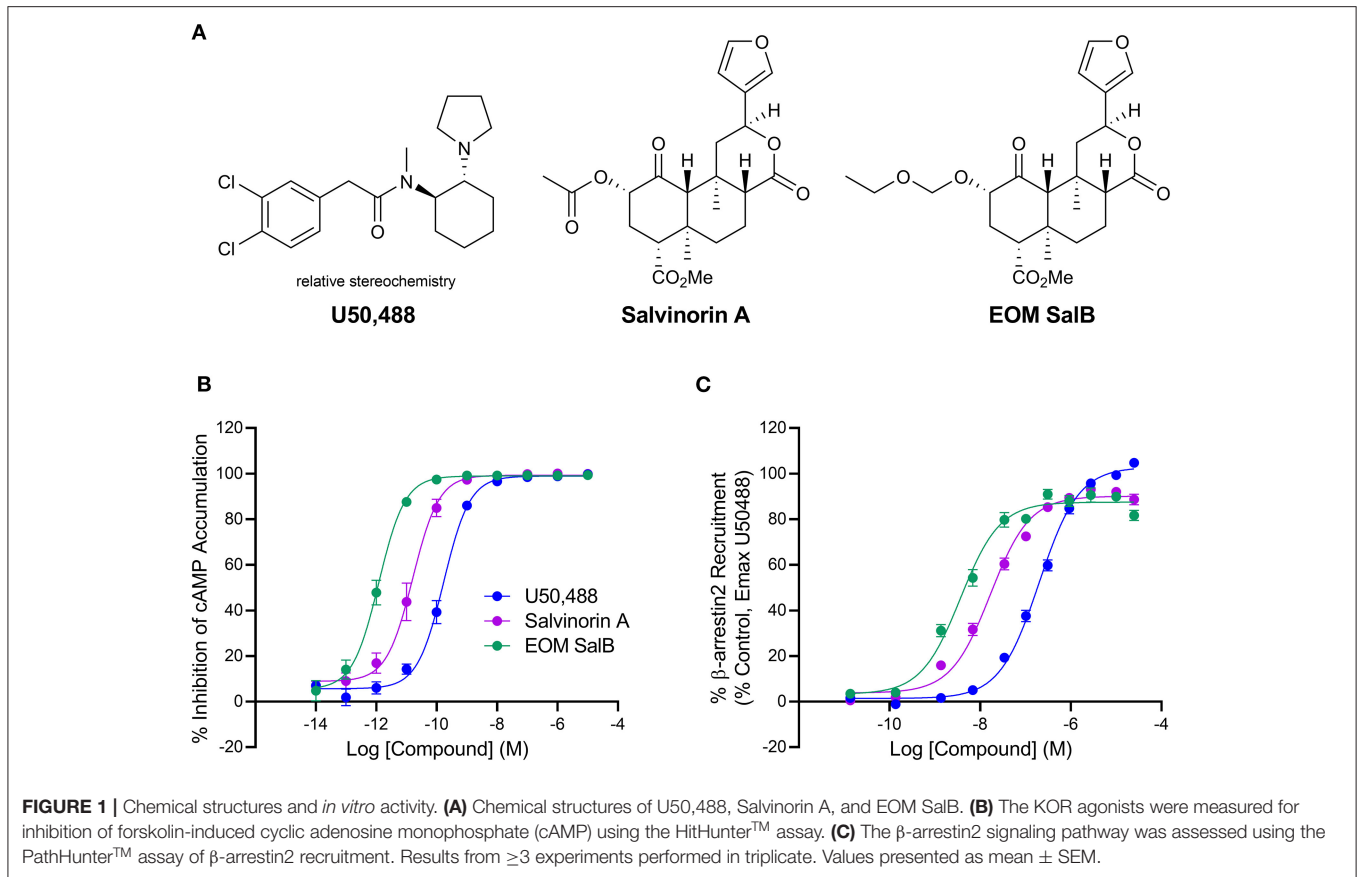 A
Cl
Cl
O
N
N
relative stereochemistry
U50,488
O
O
O
O
H
H
O
O
CO2Me
Salvinorin A
O
O
O
O
H
H
O
O
CO2Me
EOM SalB
B
% Inhibition of cAMP Accumulation
120
100
80
60
40
20
0
-20
-14
-12
-10
-8
-6
-4
Log [Compound] (M)
U50,488
Salvinorin A
EOM SalB
C
% β-arrestin2 Recruitment
(% Control, Emax U50488)
120
100
80
60
40
20
0
-20
-10
-8
-6
-4
Log [Compound] (M)
FIGURE 1 | Chemical structures and in vitro activity. (A) Chemical structures of U50,488, Salvinorin A, and EOM SalB. (B) The KOR agonists were measured for
inhibition of forskolin-induced cyclic adenosine monophosphate (cAMP) using the HitHunter™ assay. (C) The β-arrestin2 signaling pathway was assessed using the
PathHunter™ assay of β-arrestin2 recruitment. Results from ≥3 experiments performed in triplicate. Values presented as mean ± SEM.